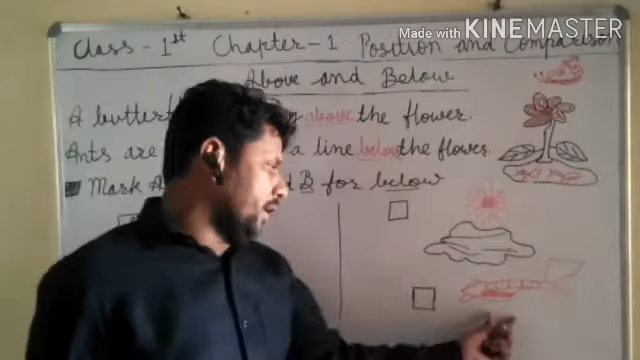 Made with KINEMASTER
Class - 1st Chapter - 1 Position and Comparison
Above and Below
A above the flower.
Ants are a line below the flower
Mark B for below